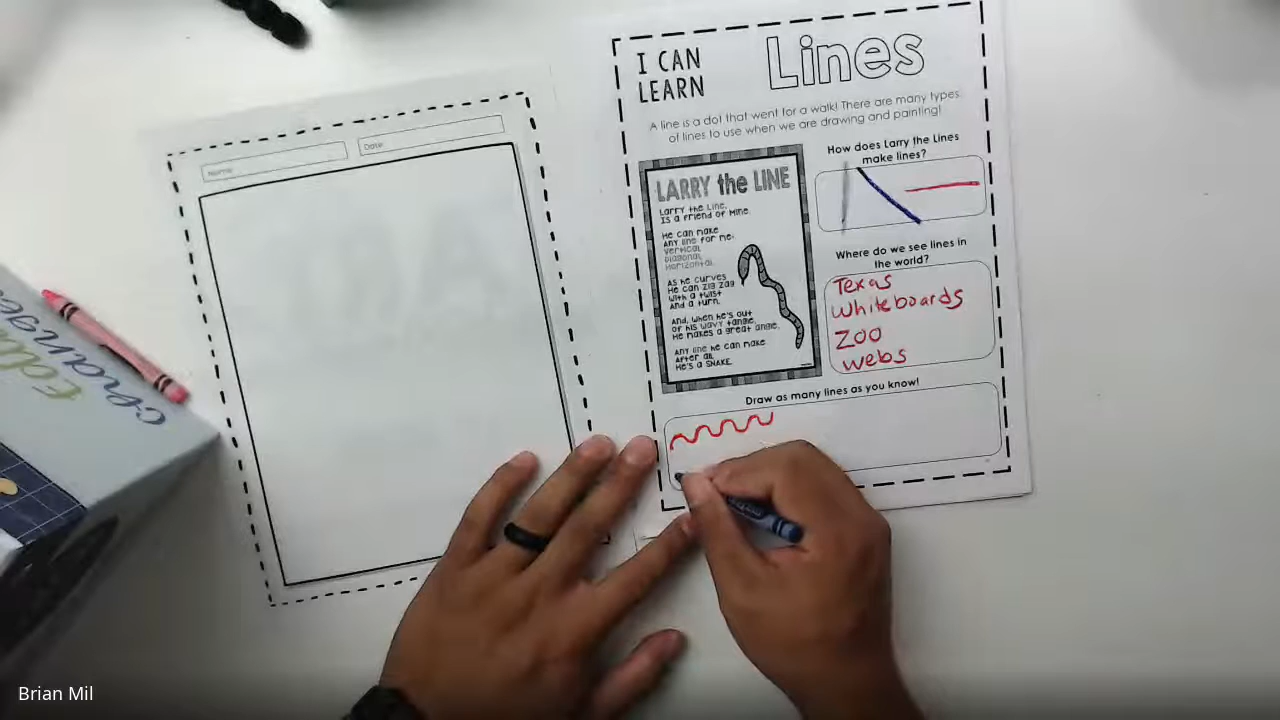 Name
Date
I CAN
LEARN
Lines
A line is a dot that went for a walk! There are many types
of lines to use when we are drawing and painting!
LARRY the LINE
Larry the Line,
Is a friend of mine.
He can make
Any line for me:
Vertical,
Diagonal,
Horizontal.
As he curves
He can zig zag
With a twist
And a turn.
And, when he's out
Of his wavy tangle,
He makes a great angle.
Any line he can make
After all,
He's a SNAKE.
How does Larry the Lines
make lines?
Where do we see lines in
the world?
Texas
Whiteboards
Zoo
webs
Draw as many lines as you know!
Brian Mil